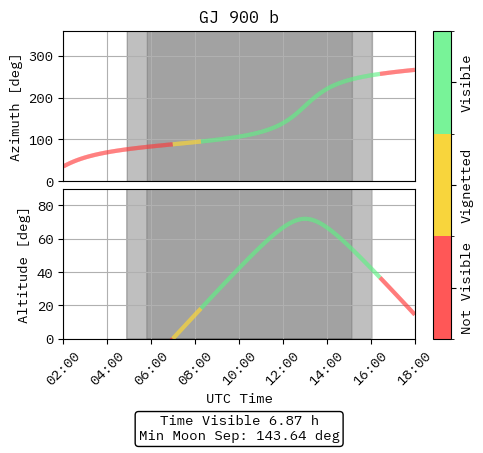 GJ 900 b
Azimuth [deg]
300
200
100
0
Altitude [deg]
80
60
40
20
0
02:00
04:00
06:00
08:00
10:00
12:00
14:00
16:00
18:00
UTC Time
Visible
Vignetted
Not Visible
Time Visible 6.87 h
Min Moon Sep: 143.64 deg